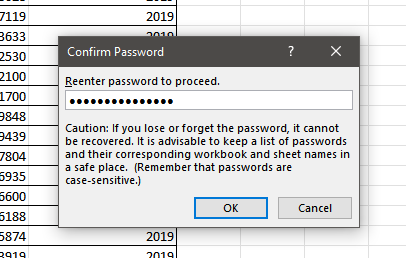 7119 2019
3633
Confirm Password ? ×
2530
2100
Reenter password to proceed.
1700
•••••••••••••••
9848
Caution: If you lose or forget the password, it cannot
9439
be recovered. It is advisable to keep a list of passwords
7804
and their corresponding workbook and sheet names in
6935
a safe place. (Remember that passwords are
case-sensitive.)
6600
6188
OK Cancel
5874 2019
3919 2019